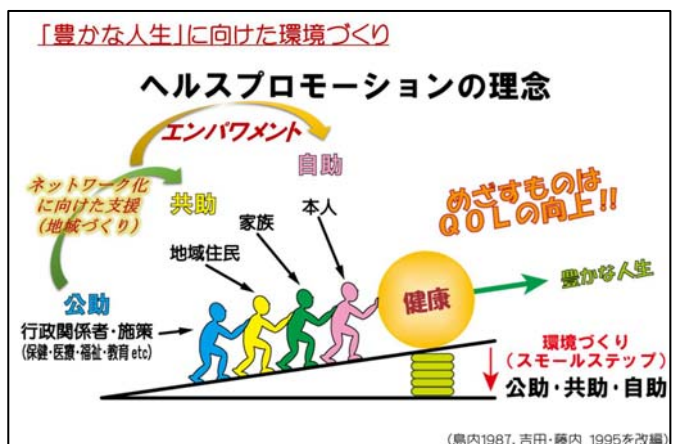 「豊かな人生」に向けた環境づくり
ヘルスプロモーションの理念
エンパワメント
自助
ネットワーク化
に向けた支援
(地域づくり)
共助
家族
本人
めざすものは
QOLの向上!!
地域住民
健康
豊かな人生
公助
行政関係者・施策
(保健・医療・福祉・教育 etc)
環境づくり
(スモールステップ)
公助・共助・自助
(島内1987, 吉田・藤内 1995を改編)